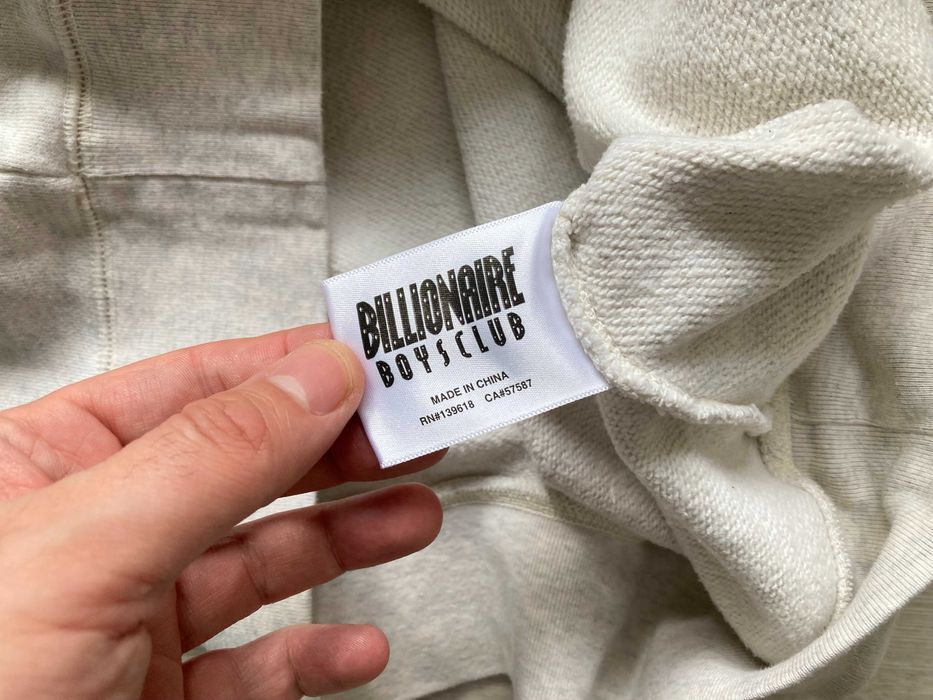 BILLIONAIRE
BOYS CLUB
MADE IN CHINA
RN#139618 CA#57587